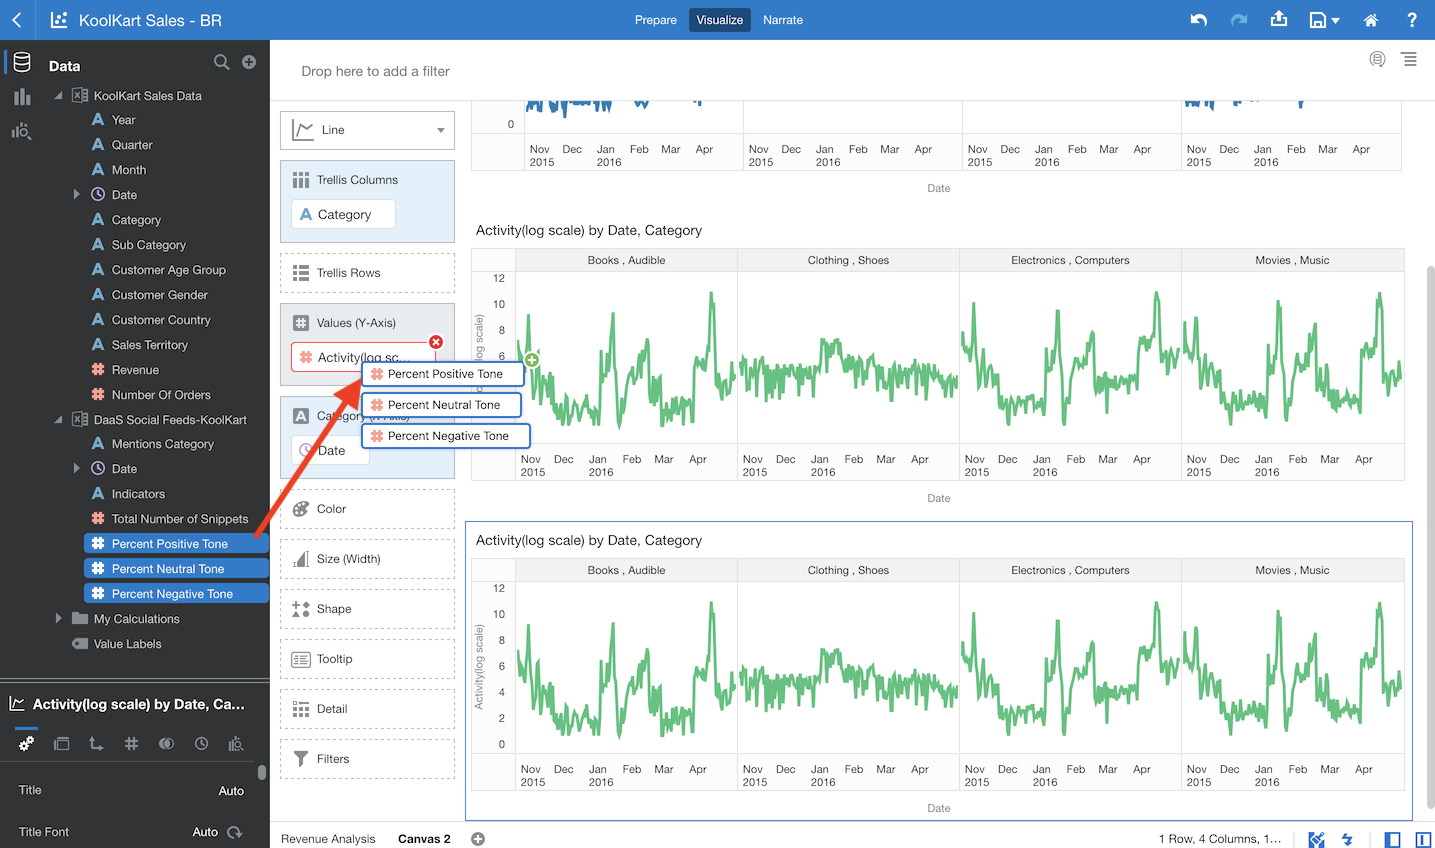 KoolKart Sales - BR
Prepare
Visualize
Narrate
?
Data
KoolKart Sales Data
Year
Quarter
Month
Date
Category
Sub Category
Customer Age Group
Customer Gender
Customer Country
Sales Territory
Revenue
Number Of Orders
DaaS Social Feeds-KoolKart
Mentions Category
Date
Indicators
Total Number of Snippets
Percent Positive Tone
Percent Neutral Tone
Percent Negative Tone
My Calculations
Value Labels
Activity(log scale) by Date, Ca...
Title
Auto
Title Font
Auto
Drop here to add a filter
Line
Trellis Columns
A Category
Trellis Rows
Values (Y-Axis)
Activity(log sc...
Percent Positive Tone
Percent Neutral Tone
Percent Negative Tone
Date
Color
Size (Width)
Shape
Tooltip
Detail
Filters
0
Nov Dec Jan Feb Mar Apr Nov Dec Jan Feb Mar Apr Nov Dec Jan Feb Mar Apr Nov Dec Jan Feb Mar Apr
2015 2016 2015 2016 2015 2016 2015 2016
Date
Activity(log scale) by Date, Category
Books , Audible
Clothing , Shoes
Electronics , Computers
Movies , Music
12
10
8
6
Nov Dec Jan Feb Mar Apr Nov Dec Jan Feb Mar Apr Nov Dec Jan Feb Mar Apr Nov Dec Jan Feb Mar Apr
2015 2016 2015 2016 2015 2016 2015 2016
Date
Activity(log scale) by Date, Category
Books , Audible
Clothing , Shoes
Electronics , Computers
Movies , Music
Activity(log scale)
12
10
8
6
4
2
0
Nov Dec Jan Feb Mar Apr Nov Dec Jan Feb Mar Apr Nov Dec Jan Feb Mar Apr Nov Dec Jan Feb Mar Apr
2015 2016 2015 2016 2015 2016 2015 2016
Date
Revenue Analysis
Canvas 2
1 Row, 4 Columns, 1...